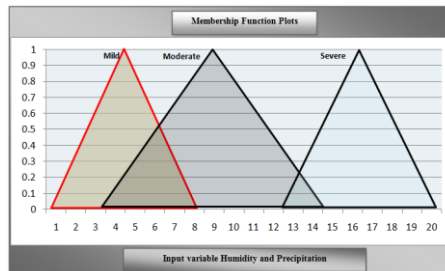 Membership Function Plots
Mild Moderate Severe
1
0.9
0.8
0.7
0.6
0.5
0.4
0.3
0.2
0.1
0
1 2 3 4 5 6 7 8 9 10 11 12 13 14 15 16 17 18 19 20
Input variable Humidity and Precipitation